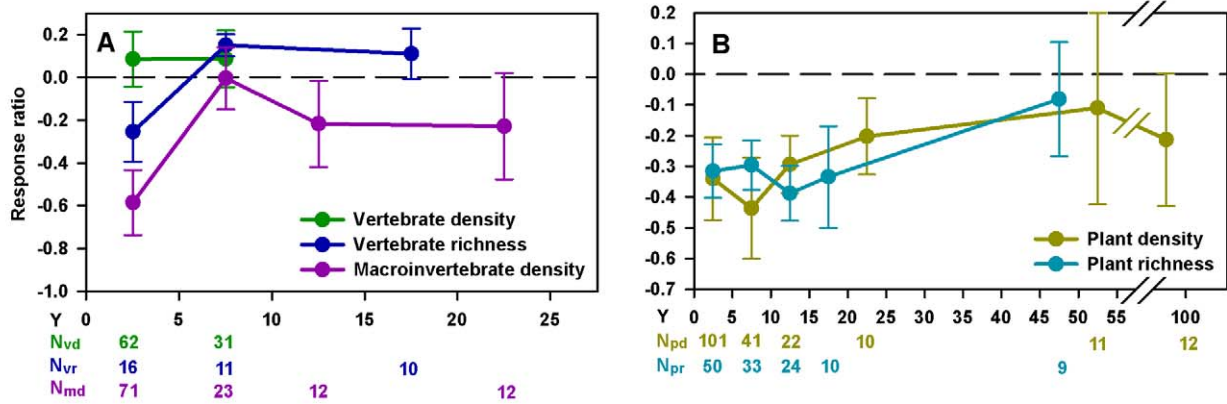 A
Response ratio
0.2
0.0
-0.2
-0.4
-0.6
-0.8
-1.0
Vertebrate density
Vertebrate richness
Macroinvertebrate density
Y 0 5 10 15 20 25
Nvd 62 31
Nvr 16 11 10
Nmd 71 23 12 12
B
0.2
0.1
0.0
-0.1
-0.2
-0.3
-0.4
-0.5
-0.6
-0.7
Plant density
Plant richness
Y 0 5 10 15 20 25 30 35 40 45 50 55 100
Npd 101 41 22 10 11 12
Npr 50 33 24 10 9